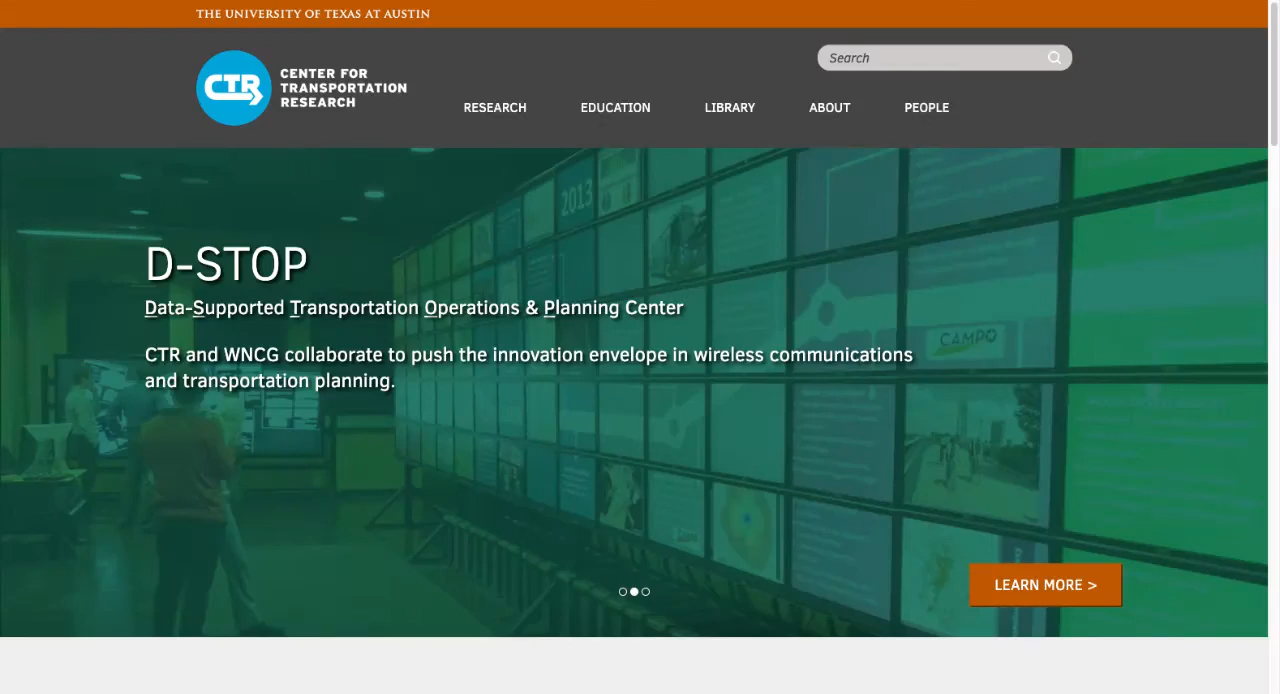 THE UNIVERSITY OF TEXAS AT AUSTIN
Search
CTR
CENTER FOR
TRANSPORTATION
RESEARCH
RESEARCH EDUCATION LIBRARY ABOUT PEOPLE
2013
D-STOP
Data-Supported Transportation Operations & Planning Center
CAMPO
CTR and WNCG collaborate to push the innovation envelope in wireless communications
and transportation planning.
LEARN MORE >